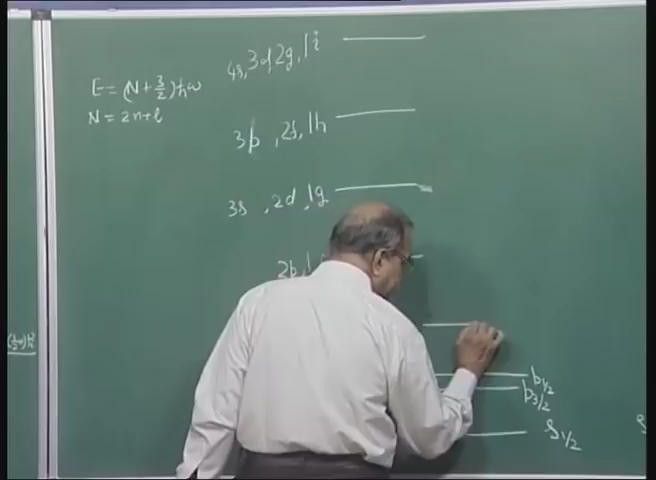 4s, 3d, 2g, 1i
E = (N + 3/2)ħω
N = 2n+l
3p, 2f, 1h
3s, 2d, 1g
2p, 1
p1/2
p3/2
s1/2